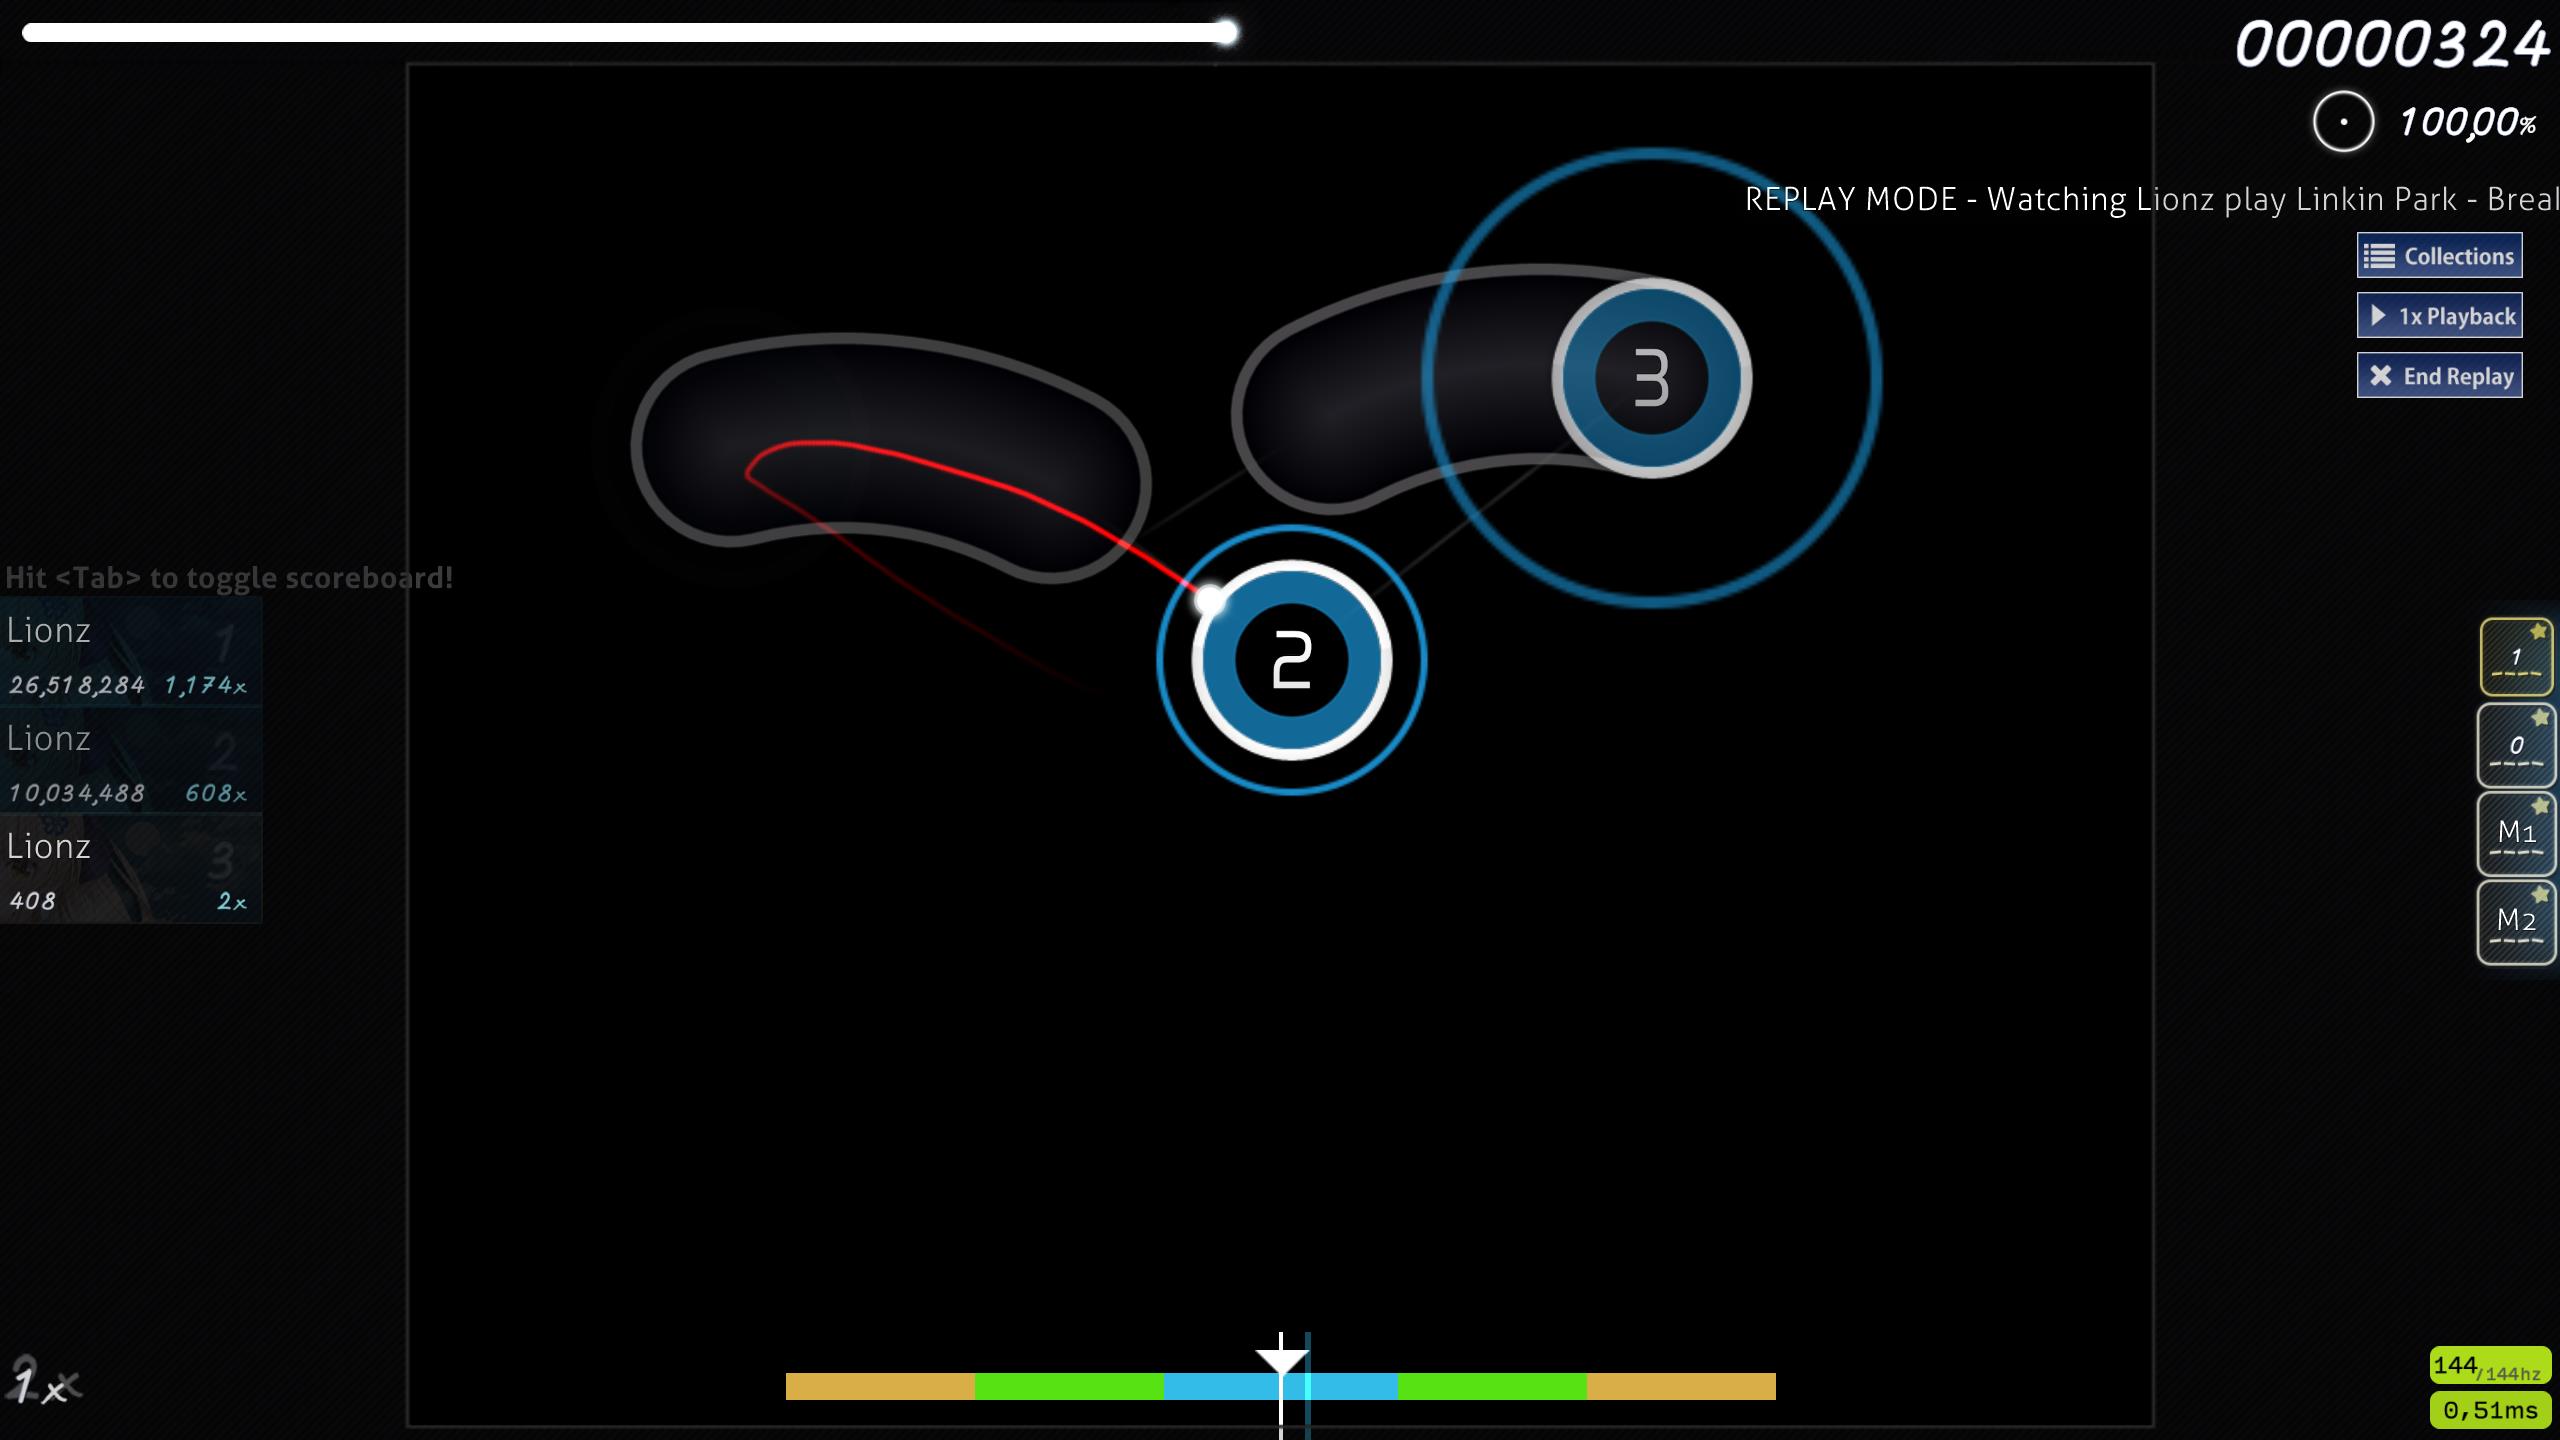 00000324
100,00%
REPLAY MODE - Watching Lionz play Linkin Park - Breal
Collections
1x Playback
End Replay
3
2
Hit <Tab> to toggle scoreboard!
Lionz
1
26,518,284 1,174x
Lionz
2
10,034,488 608x
Lionz
3
408 2x
1
0
M1
M2
1x
2x
144/144hz
0,51ms